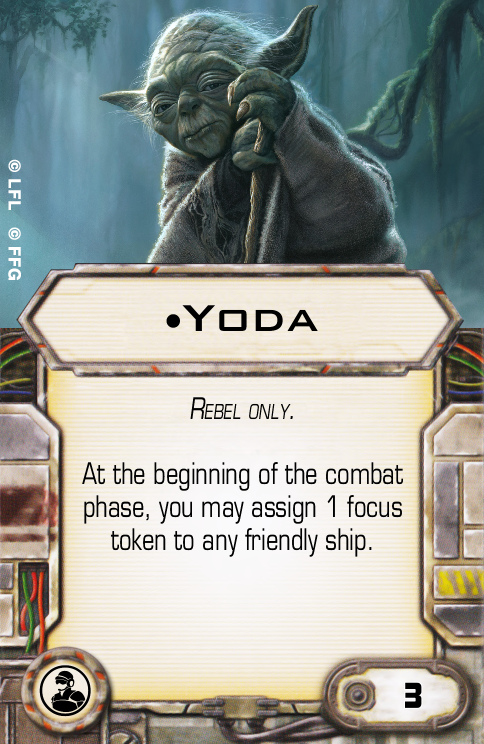 © LFL © FFG
•Yoda
Rebel only.
At the beginning of the combat
phase, you may assign 1 focus
token to any friendly ship.
3